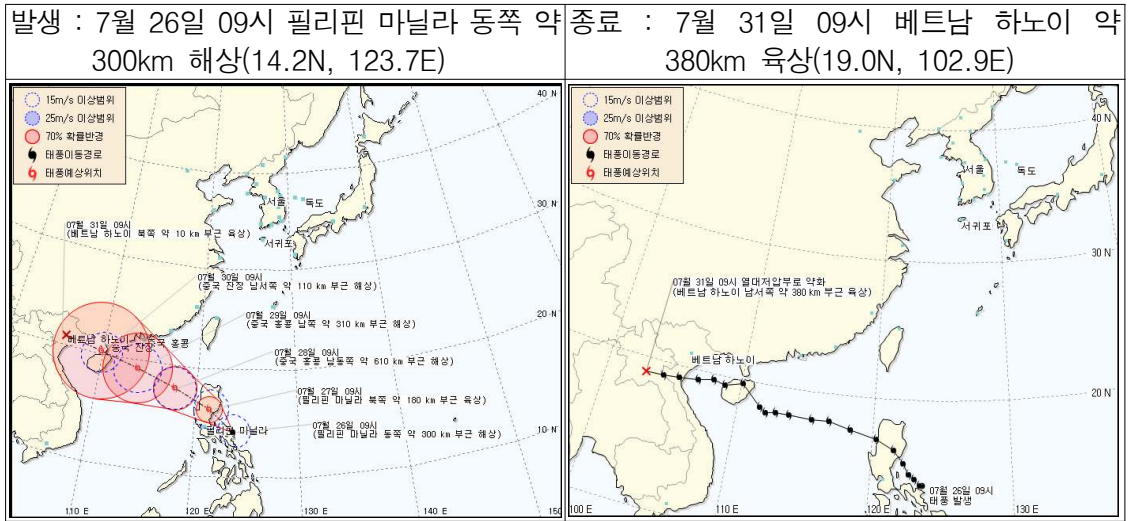 발생 : 7월 26일 09시 필리핀 마닐라 동쪽 약
300km 해상(14.2N, 123.7E)
종료 : 7월 31일 09시 베트남 하노이 약
380km 육상(19.0N, 102.9E)
15m/s 이상범위
25m/s 이상범위
70% 확률반경
태풍이동경로
태풍예상위치
40 N
30 N
20 N
10 N
110 E
120 E
130 E
140 E
150
서울
독도
서귀포
07월 31일 09시
(베트남 하노이 북쪽 약 10 km 부근 육상)
07월 30일 09시
(중국 잔장 남서쪽 약 110 km 부근 해상)
07월 29일 09시
(중국 홍콩 남쪽 약 310 km 부근 해상)
07월 28일 09시
(중국 홍콩 남동쪽 약 610 km 부근 해상)
07월 27일 09시
(필리핀 마닐라 북쪽 약 180 km 부근 육상)
07월 26일 09시
(필리핀 마닐라 동쪽 약 300 km 부근 해상)
베트남 하노이
중국 홍콩
중국 잔장
필리핀 마닐라
15m/s 이상범위
25m/s 이상범위
70% 확률반경
태풍이동경로
태풍예상위치
40 N
30 N
20 N
서울
독도
서귀포
07월 31일 09시 열대저압부로 약화
(베트남 하노이 남서쪽 약 380 km 부근 육상)
베트남 하노이
07월 26일 09시
태풍 발생
100 E
110 E
120 E
130 E